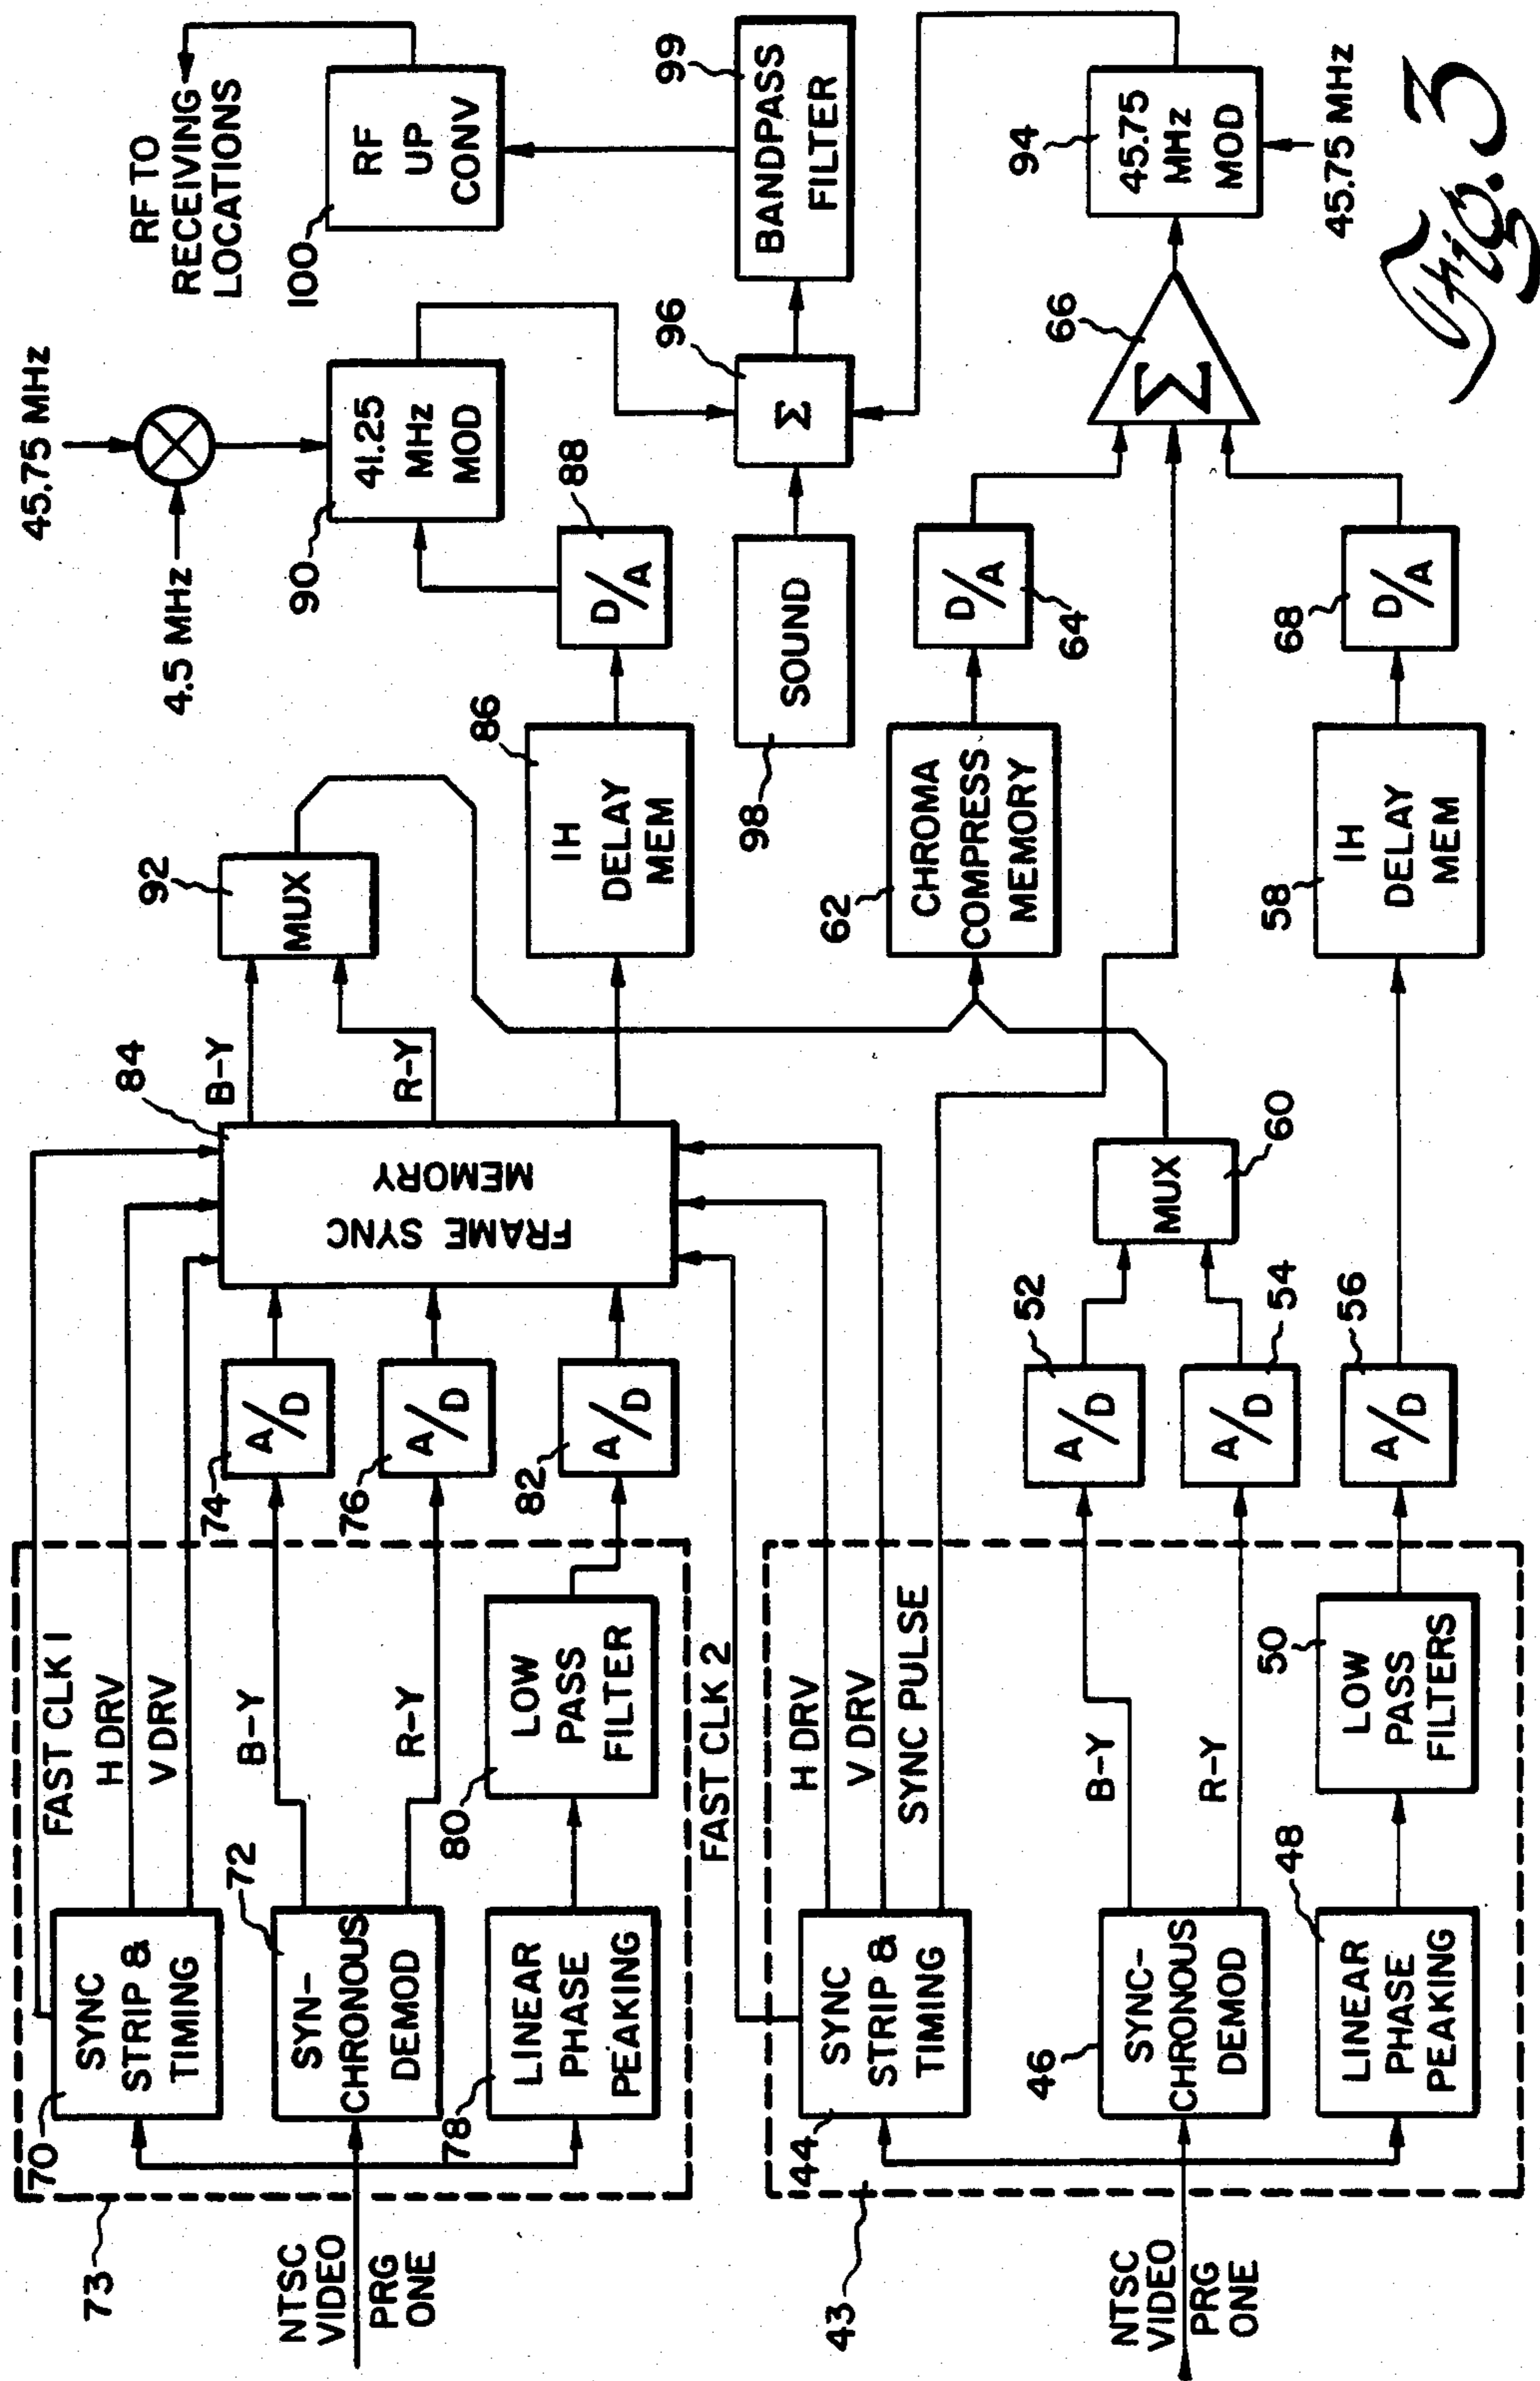 73
NTSC
VIDEO
PRG
ONE
70
SYNC
STRIP &
TIMING
FAST CLK 1
H DRV
V DRV
72
SYN-
CHRONOUS
DEMOD
B-Y
R-Y
78
LINEAR
PHASE
PEAKING
80
LOW
PASS
FILTER
74
A/D
76
A/D
82
A/D
84
FRAME SYNC
MEMORY
B-Y
R-Y
92
MUX
86
1H
DELAY
MEM
88
D/A
4.5 MHz
45.75 MHz
90
41.25
MHz
MOD
RF TO
RECEIVING
LOCATIONS
100
RF
UP
CONV
98
SOUND
96
Σ
99
BANDPASS
FILTER
43
NTSC
VIDEO
PRG
ONE
44
SYNC
STRIP &
TIMING
FAST CLK 2
H DRV
V DRV
SYNC PULSE
46
SYNC-
CHRONOUS
DEMOD
B-Y
R-Y
48
LINEAR
PHASE
PEAKING
50
LOW
PASS
FILTERS
52
A/D
54
A/D
56
A/D
60
MUX
62
CHROMA
COMPRESS
MEMORY
64
D/A
58
1H
DELAY
MEM
68
D/A
66
Σ
94
45.75
MHz
MOD
45.75 MHz
Fig. 3